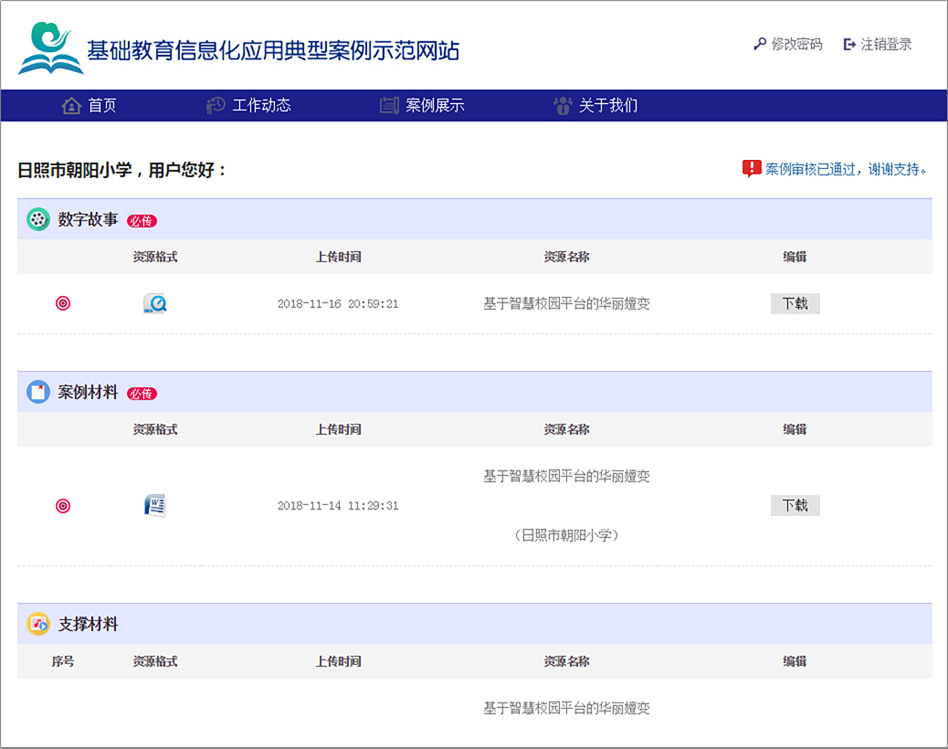 基础教育信息化应用典型案例示范网站
修改密码 注销登录
首页 工作动态 案例展示 关于我们
日照市朝阳小学，用户您好：
案例审核已通过，谢谢支持。
数字故事 必传
资源格式 上传时间 资源名称 编辑
2018-11-16 20:59:21 基于智慧校园平台的华丽嬗变 下载
案例材料 必传
资源格式 上传时间 资源名称 编辑
基于智慧校园平台的华丽嬗变
2018-11-14 11:29:31 下载
（日照市朝阳小学）
支撑材料
序号 资源格式 上传时间 资源名称 编辑
基于智慧校园平台的华丽嬗变